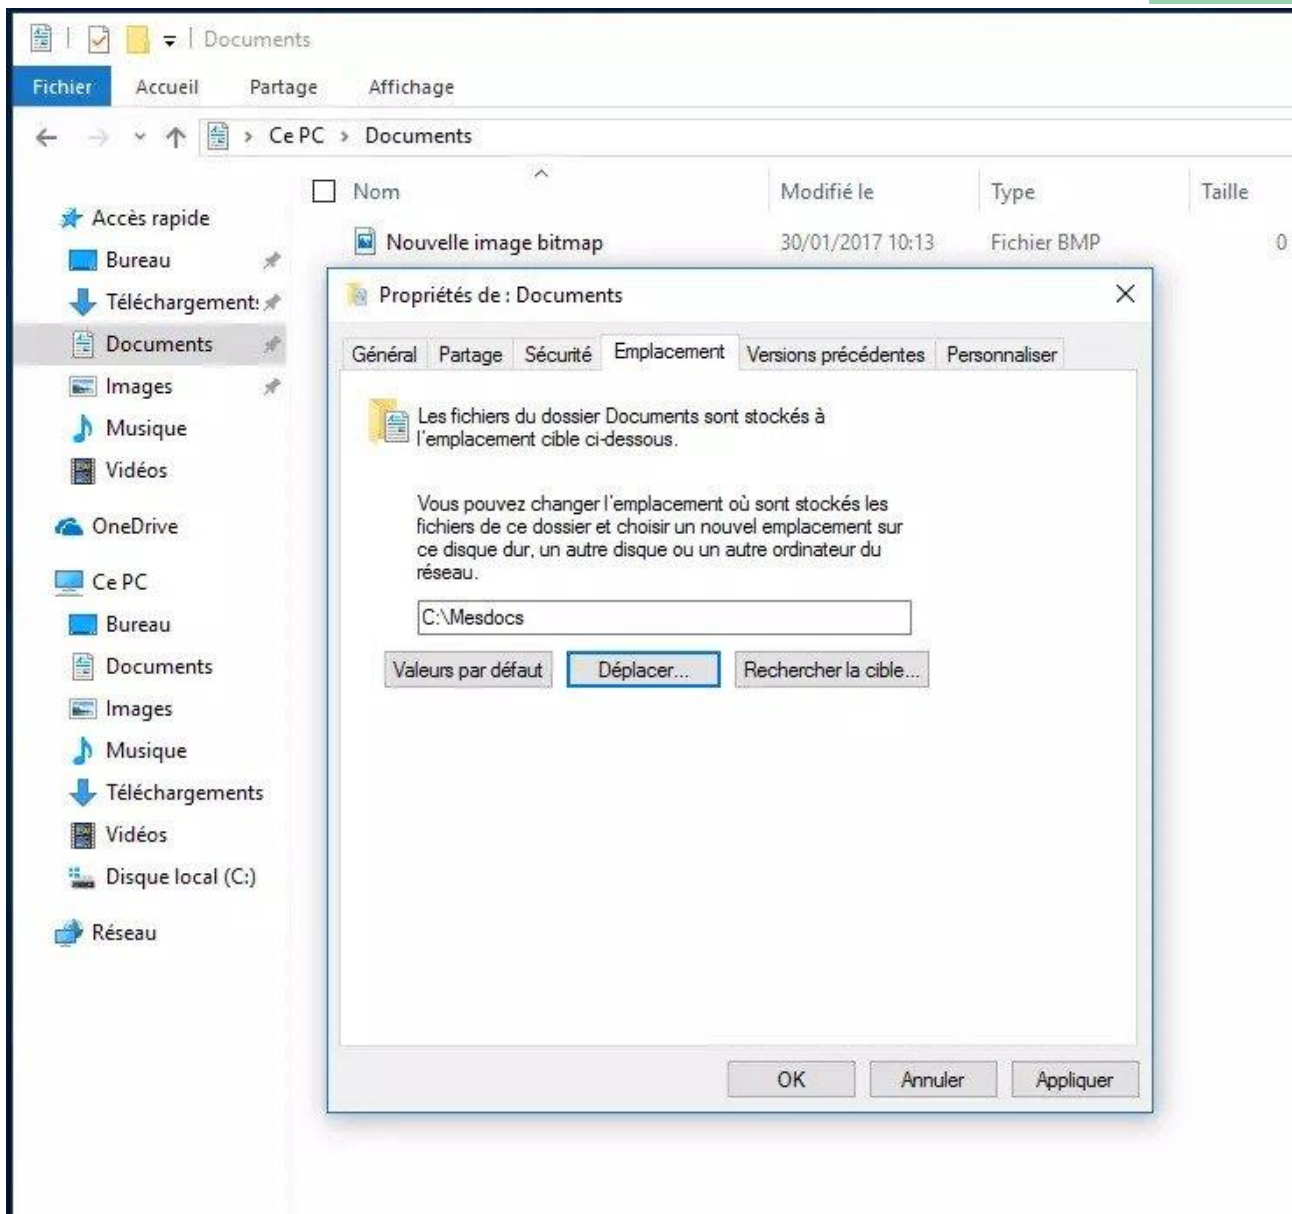 Documents
Fichier Accueil Partage Affichage
Ce PC > Documents
Nom Modifié le Type Taille
Accès rapide
Nouvelle image bitmap 30/01/2017 10:13 Fichier BMP 0
Bureau
Propriétés de : Documents
Téléchargements
Documents
Général Partage Sécurité Emplacement Versions précédentes Personnaliser
Images
Musique
Vidéos
Les fichiers du dossier Documents sont stockés à
l'emplacement cible ci-dessous.
Vous pouvez changer l'emplacement où sont stockés les
fichiers de ce dossier et choisir un nouvel emplacement sur
ce disque dur, un autre disque ou un autre ordinateur du
réseau.
OneDrive
Ce PC
C:\Mesdocs
Bureau
Documents
Valeurs par défaut Déplacer... Rechercher la cible...
Images
Musique
Téléchargements
Vidéos
Disque local (C:)
Réseau
OK Annuler Appliquer